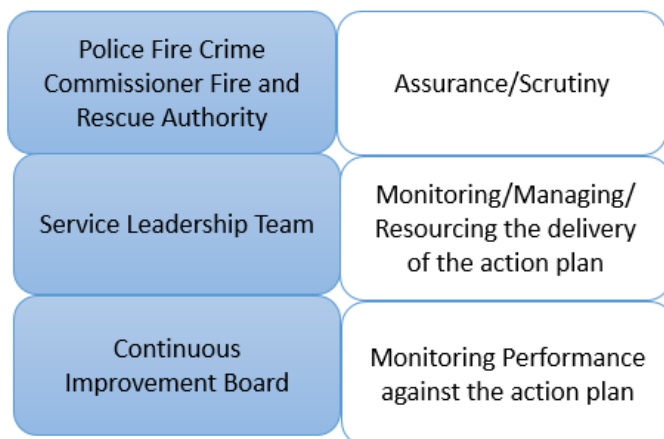 Police Fire Crime
Commissioner Fire and
Rescue Authority
Assurance/Scrutiny
Service Leadership Team
Monitoring/Managing/
Resourcing the delivery
of the action plan
Continuous
Improvement Board
Monitoring Performance
against the action plan